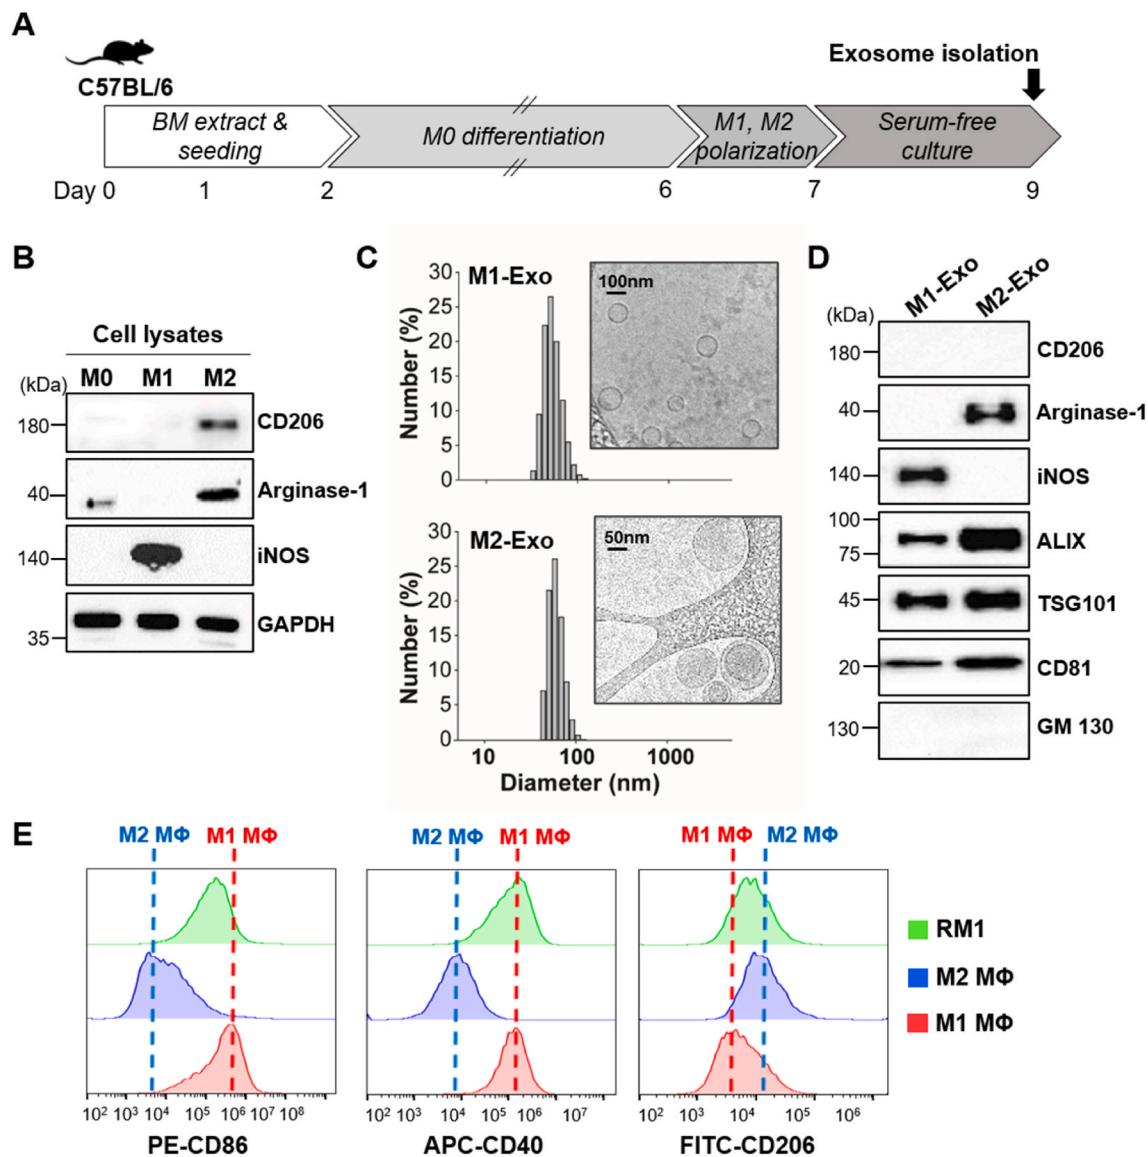 A
C57BL/6
Exosome isolation
BM extract &
seeding
M0 differentiation
M1, M2
polarization
Serum-free
culture
Day 0 1 2 6 7 9
B
Cell lysates
(kDa) M0 M1 M2
180 CD206
40 Arginase-1
140 iNOS
GAPDH
35
C
M1-Exo
100nm
Number (%)
30
25
20
15
10
5
0
M2-Exo
50nm
Number (%)
30
25
20
15
10
5
0
10 100 1000
Diameter (nm)
D
M1-Exo M2-Exo
(kDa)
180 CD206
40 Arginase-1
140 iNOS
100
75
ALIX
45 TSG101
20 CD81
130 GM 130
E
M2 MΦ M1 MΦ
M2 MΦ M1 MΦ
M1 MΦ M2 MΦ
10² 10³ 10⁴ 10⁵ 10⁶ 10⁷ 10⁸
PE-CD86
10² 10³ 10⁴ 10⁵ 10⁶ 10⁷
APC-CD40
10² 10³ 10⁴ 10⁵ 10⁶
FITC-CD206
RM1
M2 MΦ
M1 MΦ